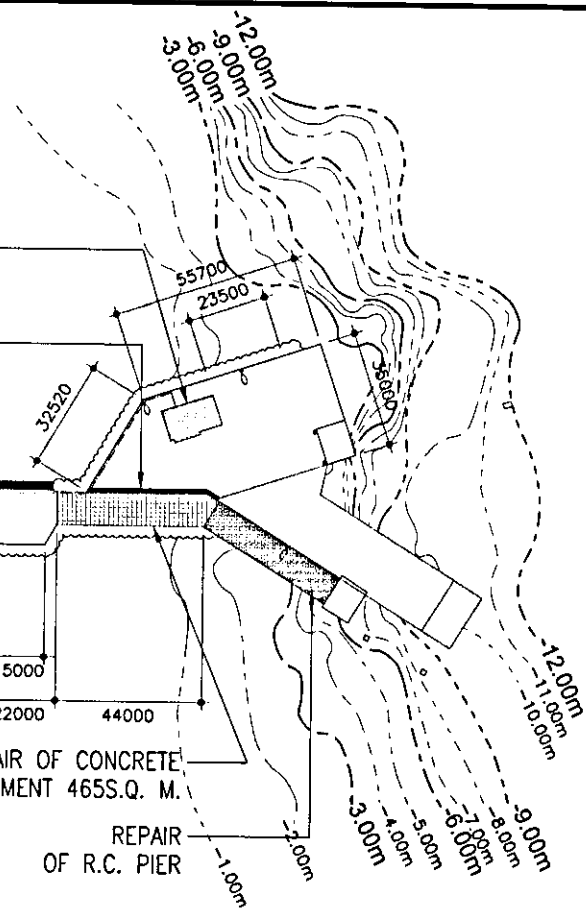 -12.00m
-9.00m
-6.00m
-3.00m
55700
23500
32520
35000
5000
22000
44000
AIR OF CONCRETE
MENT 465S.Q. M.
REPAIR
OF R.C. PIER
-1.00m
-2.00m
-3.00m
-4.00m
-5.00m
-6.00m
-7.00m
-8.00m
-9.00m
-10.00m
-11.00m
-12.00m